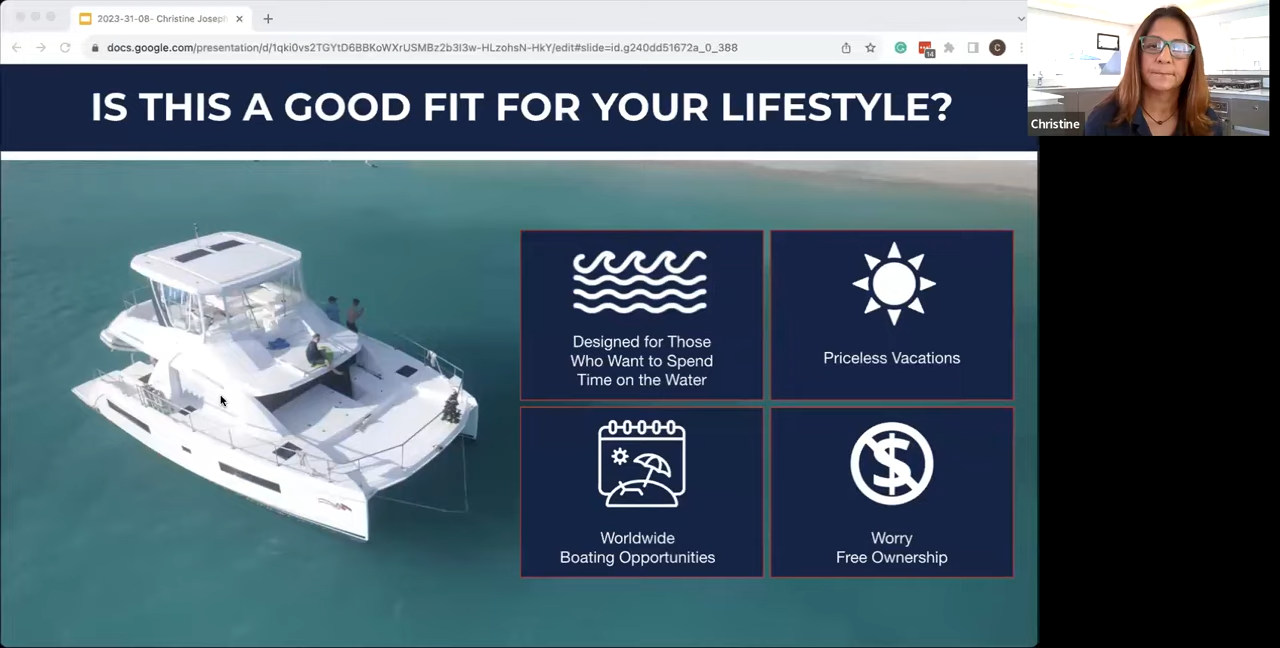 2023-31-08- Christine Joseph
docs.google.com/presentation/d/1qki0vs2TGYtD6BBKoWXrUSMBz2b3I3w-HLzohsN-HkY/edit#slide=id.g240dd51672a_0_388
14
C
IS THIS A GOOD FIT FOR YOUR LIFESTYLE?
Christine
Designed for Those
Who Want to Spend
Time on the Water
Priceless Vacations
Worldwide
Boating Opportunities
Worry
Free Ownership